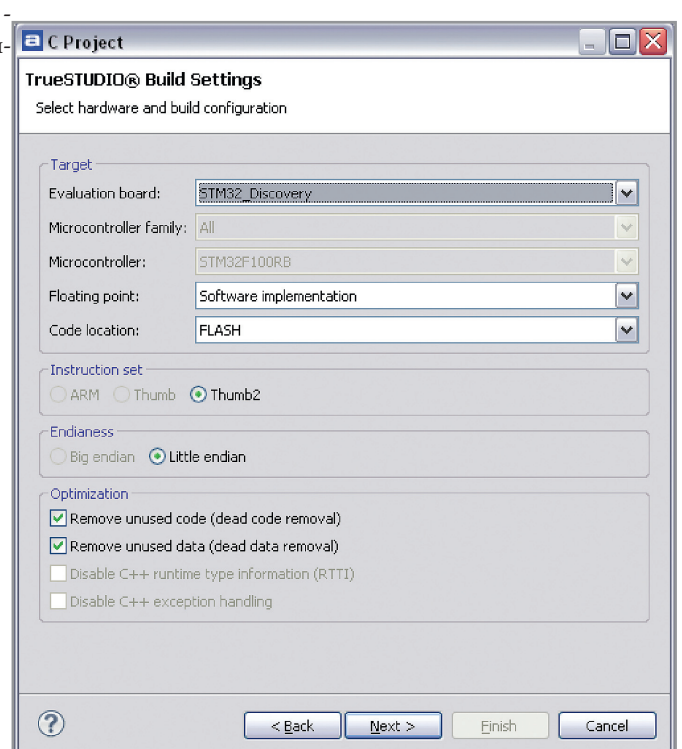 C Project
TrueSTUDIO® Build Settings
Select hardware and build configuration
Target
Evaluation board: STM32_Discovery
Microcontroller family: All
Microcontroller: STM32F100RB
Floating point: Software implementation
Code location: FLASH
Instruction set
ARM Thumb Thumb2
Endianess
Big endian Little endian
Optimization
Remove unused code (dead code removal)
Remove unused data (dead data removal)
Disable C++ runtime type information (RTTI)
Disable C++ exception handling
? < Back Next > Finish Cancel